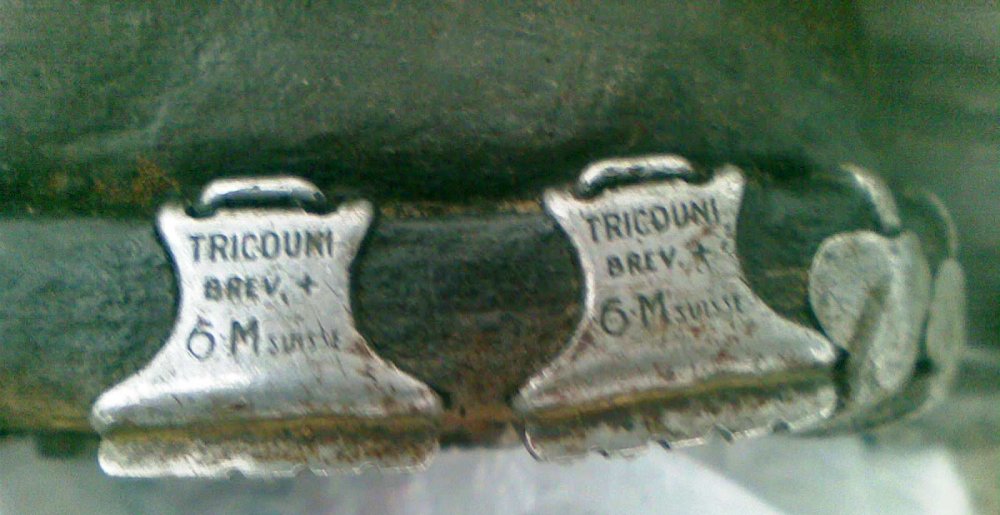 TRICOUNI
BREV. +
6·M SUISSE
TRICOUNI
BREV. +
6·M SUISSE